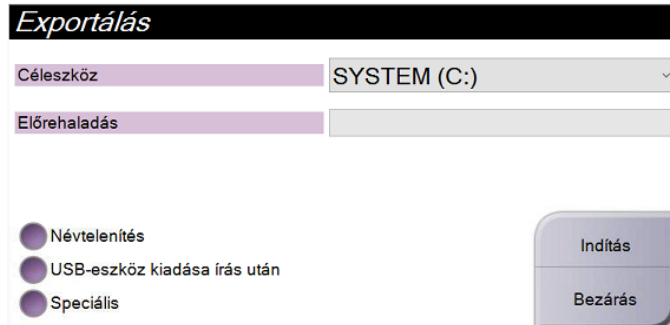 Exportálás
Céleszköz
SYSTEM (C:)
Előrehaladás
Névtelenítés
USB-eszköz kiadása írás után
Speciális
Indítás
Bezárás